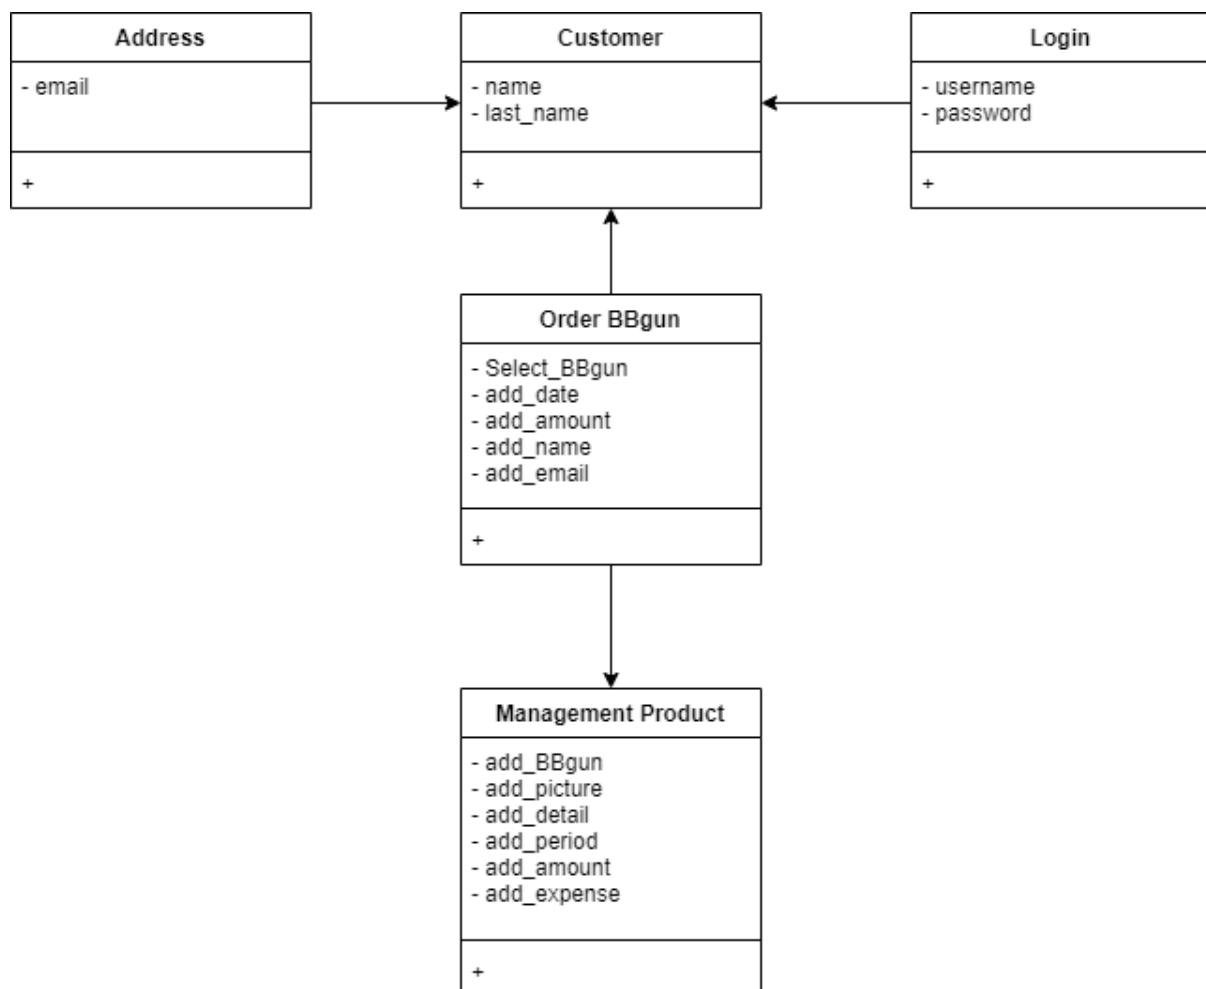 Address
- email
+
Customer
- name
- last_name
+
Login
- username
- password
+
Order BBgun
- Select_BBgun
- add_date
- add_amount
- add_name
- add_email
+
Management Product
- add_BBgun
- add_picture
- add_detail
- add_period
- add_amount
- add_expense
+